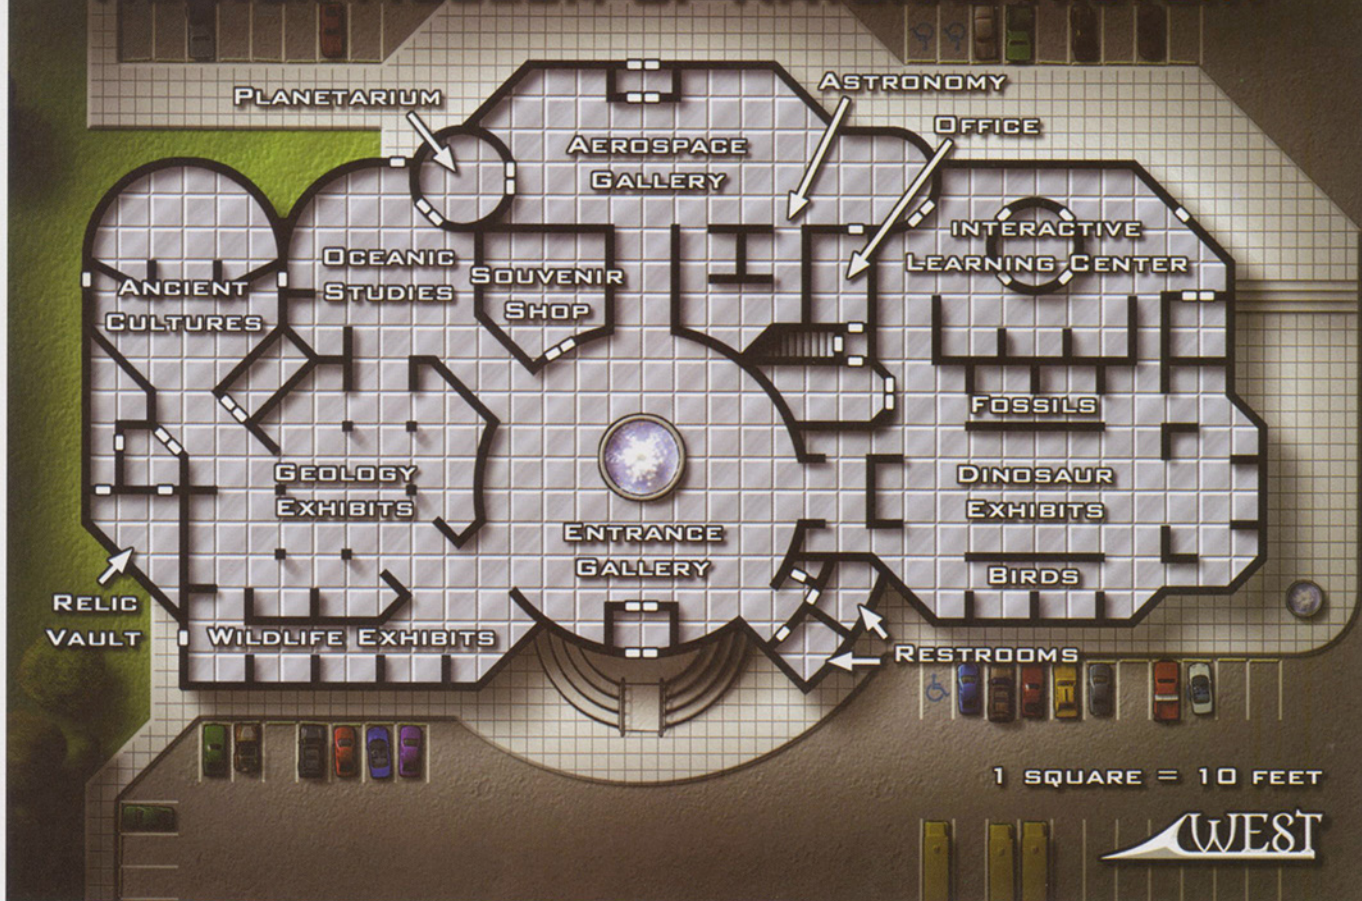 PLANETARIUM
ASTRONOMY
OFFICE
AEROSPACE
GALLERY
INTERACTIVE
LEARNING CENTER
OCEANIC
STUDIES
SOUVENIR
SHOP
ANCIENT
CULTURES
FOSSILS
GEOLOGY
EXHIBITS
DINOSAUR
EXHIBITS
ENTRANCE
GALLERY
BIRDS
RELIC
VAULT
WILDLIFE EXHIBITS
RESTROOMS
1 SQUARE = 10 FEET
WEST